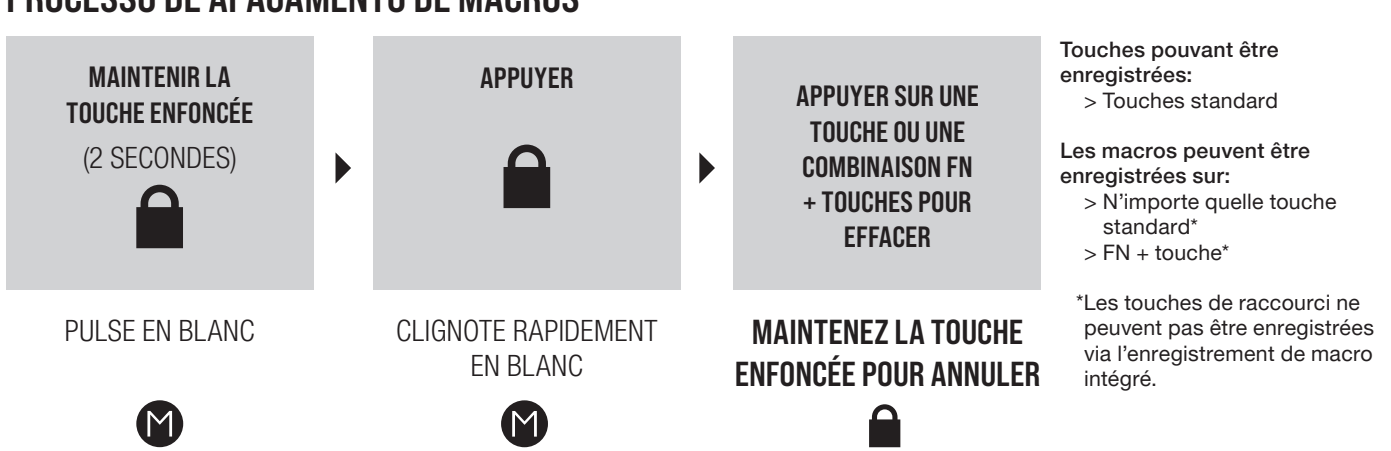 PROCESSO DE APAGAMENTO DE MACROS
MAINTENIR LA
TOUCHE ENFONCÉE
(2 SECONDES)
PULSE EN BLANC
M
APPUYER
CLIGNOTE RAPIDEMENT
EN BLANC
M
APPUYER SUR UNE
TOUCHE OU UNE
COMBINAISON FN
+ TOUCHES POUR
EFFACER
MAINTENEZ LA TOUCHE
ENFONCÉE POUR ANNULER
Touches pouvant être
enregistrées:
> Touches standard
Les macros peuvent être
enregistrées sur:
> N'importe quelle touche
standard*
> FN + touche*
*Les touches de raccourci ne
peuvent pas être enregistrées
via l'enregistrement de macro
intégré.